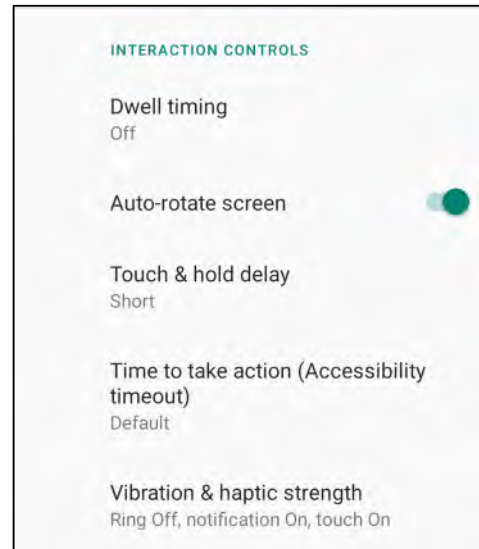 INTERACTION CONTROLS
Dwell timing
Off
Auto-rotate screen
Touch & hold delay
Short
Time to take action (Accessibility
timeout)
Default
Vibration & haptic strength
Ring Off, notification On, touch On